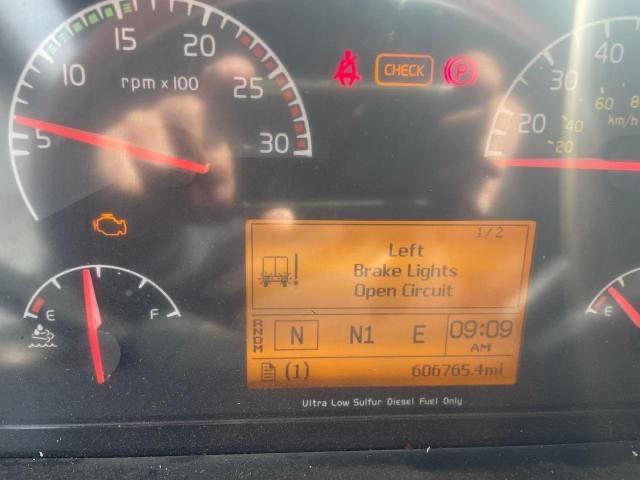 15
20
10
rpm x 100
25
5
30
CHECK
P
40
30
60
8
20
40
km/h
20
E
F
1/2
Left
Brake Lights
Open Circuit
R
N
D
M
N
N1
E
09:09
AM
(1)
606765.4mi
E
Ultra Low Sulfur Diesel Fuel Only